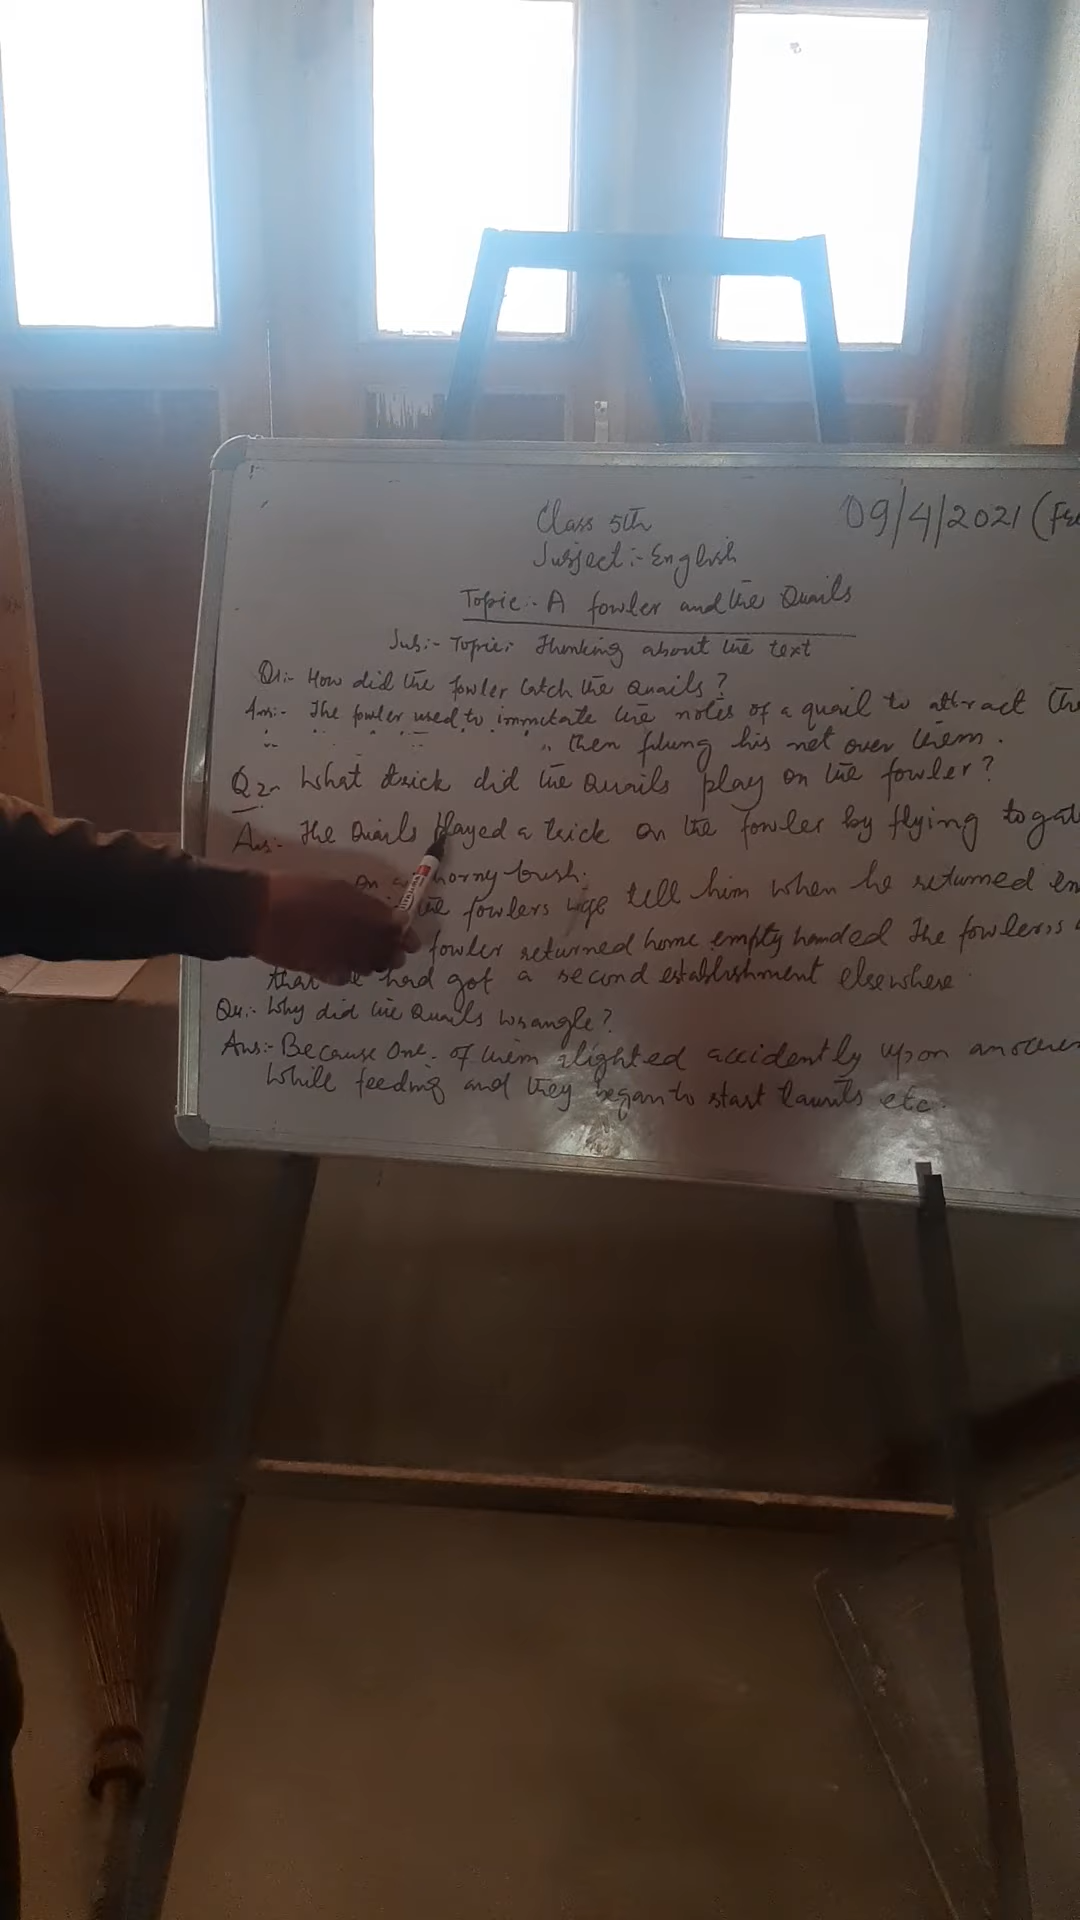 09/4/2021 (
Class 5th
Subject :- English
Topic :- A fowler and the Quails
Sub:- Topic:- Thinking about the text
Q1:- How did the fowler catch the Quails ?
Ans:- The fowler used to immitate the notes of a quail to attract
then flung his net over them.
Q2:- What trick did the Quails play on the fowler ?
Ans:- The Quails played a trick on the fowler by flying
on horny bush.
the fowlers wife tell him when he returned
fowler returned home empty handed The fowler,s
that had got a second establishment elsewhere
Q4:- Why did the Quails wrangle ?
Ans:- Because One of them alighted accidently upon
while feeding and they began to start taunts etc.